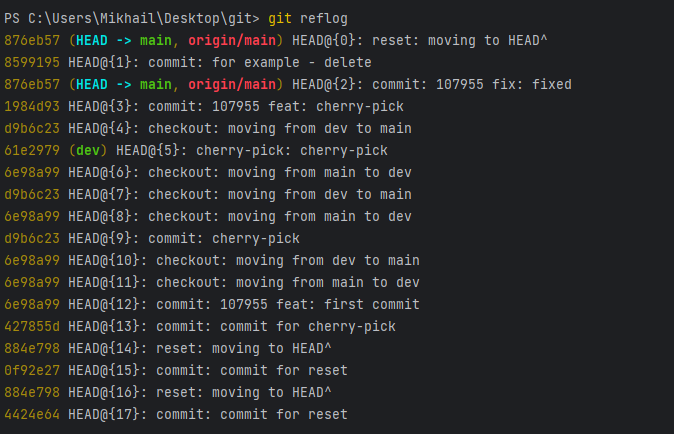 PS C:\Users\Mikhail\Desktop\git> git reflog
876eb57 (HEAD -> main, origin/main) HEAD@{0}: reset: moving to HEAD^
8599195 HEAD@{1}: commit: for example - delete
876eb57 (HEAD -> main, origin/main) HEAD@{2}: commit: 107955 fix: fixed
1984d93 HEAD@{3}: commit: 107955 feat: cherry-pick
d9b6c23 HEAD@{4}: checkout: moving from dev to main
61e2979 (dev) HEAD@{5}: cherry-pick: cherry-pick
6e98a99 HEAD@{6}: checkout: moving from main to dev
d9b6c23 HEAD@{7}: checkout: moving from dev to main
6e98a99 HEAD@{8}: checkout: moving from main to dev
d9b6c23 HEAD@{9}: commit: cherry-pick
6e98a99 HEAD@{10}: checkout: moving from dev to main
6e98a99 HEAD@{11}: checkout: moving from main to dev
6e98a99 HEAD@{12}: commit: 107955 feat: first commit
427855d HEAD@{13}: commit: commit for cherry-pick
884e798 HEAD@{14}: reset: moving to HEAD^
0f92e27 HEAD@{15}: commit: commit for reset
884e798 HEAD@{16}: reset: moving to HEAD^
4424e64 HEAD@{17}: commit: commit for reset